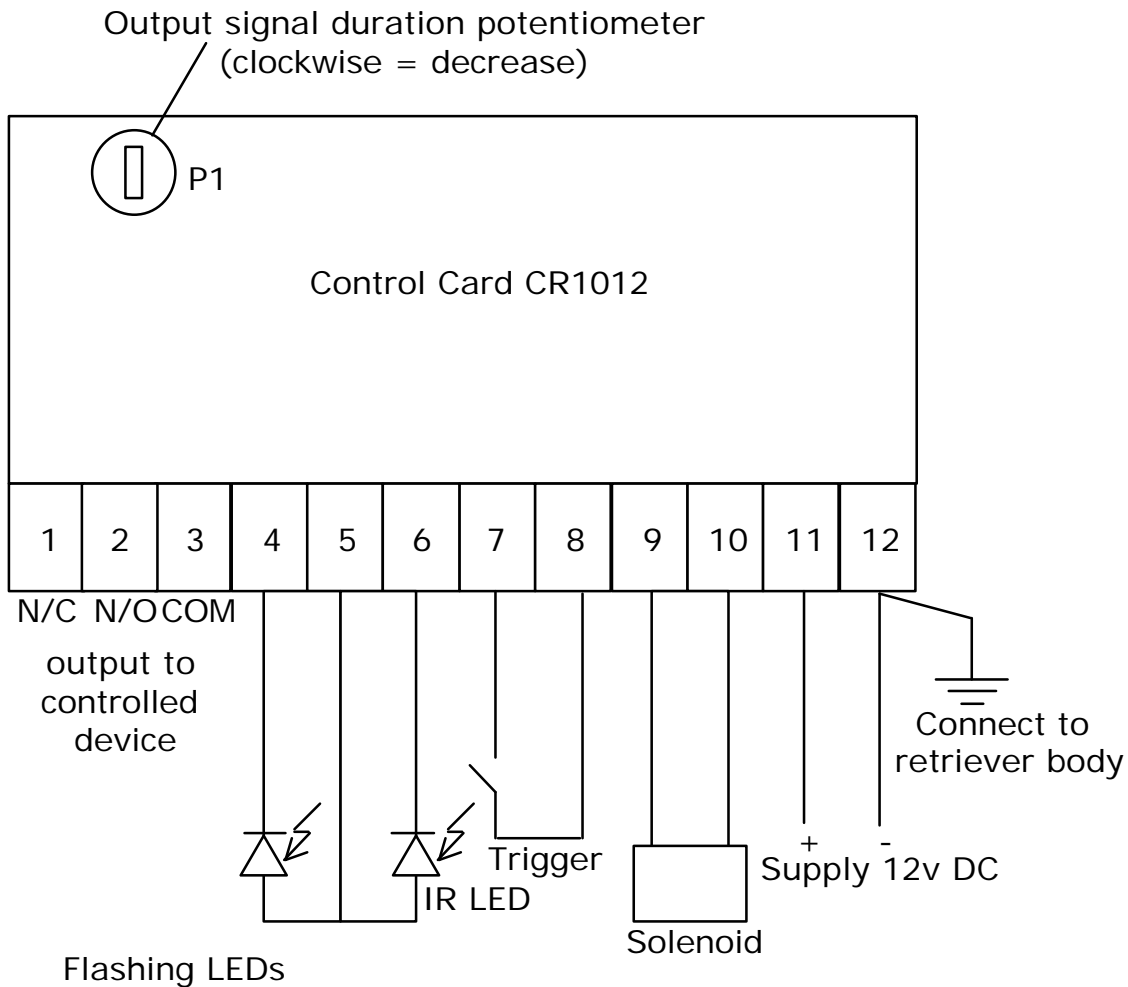 Output signal duration potentiometer
(clockwise = decrease)
P1
Control Card CR1012
1 2 3 4 5 6 7 8 9 10 11 12
N/C N/O COM
output to
controlled
device
Connect to
retriever body
+ -
Trigger
Supply 12v DC
IR LED
Solenoid
Flashing LEDs